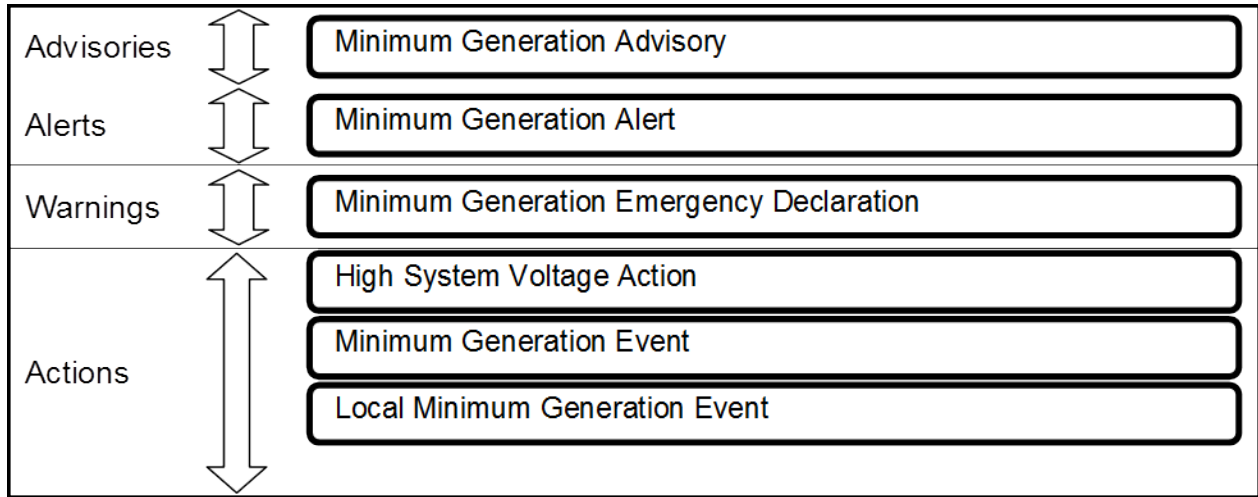 Advisories
Minimum Generation Advisory
Alerts
Minimum Generation Alert
Warnings
Minimum Generation Emergency Declaration
Actions
High System Voltage Action
Minimum Generation Event
Local Minimum Generation Event